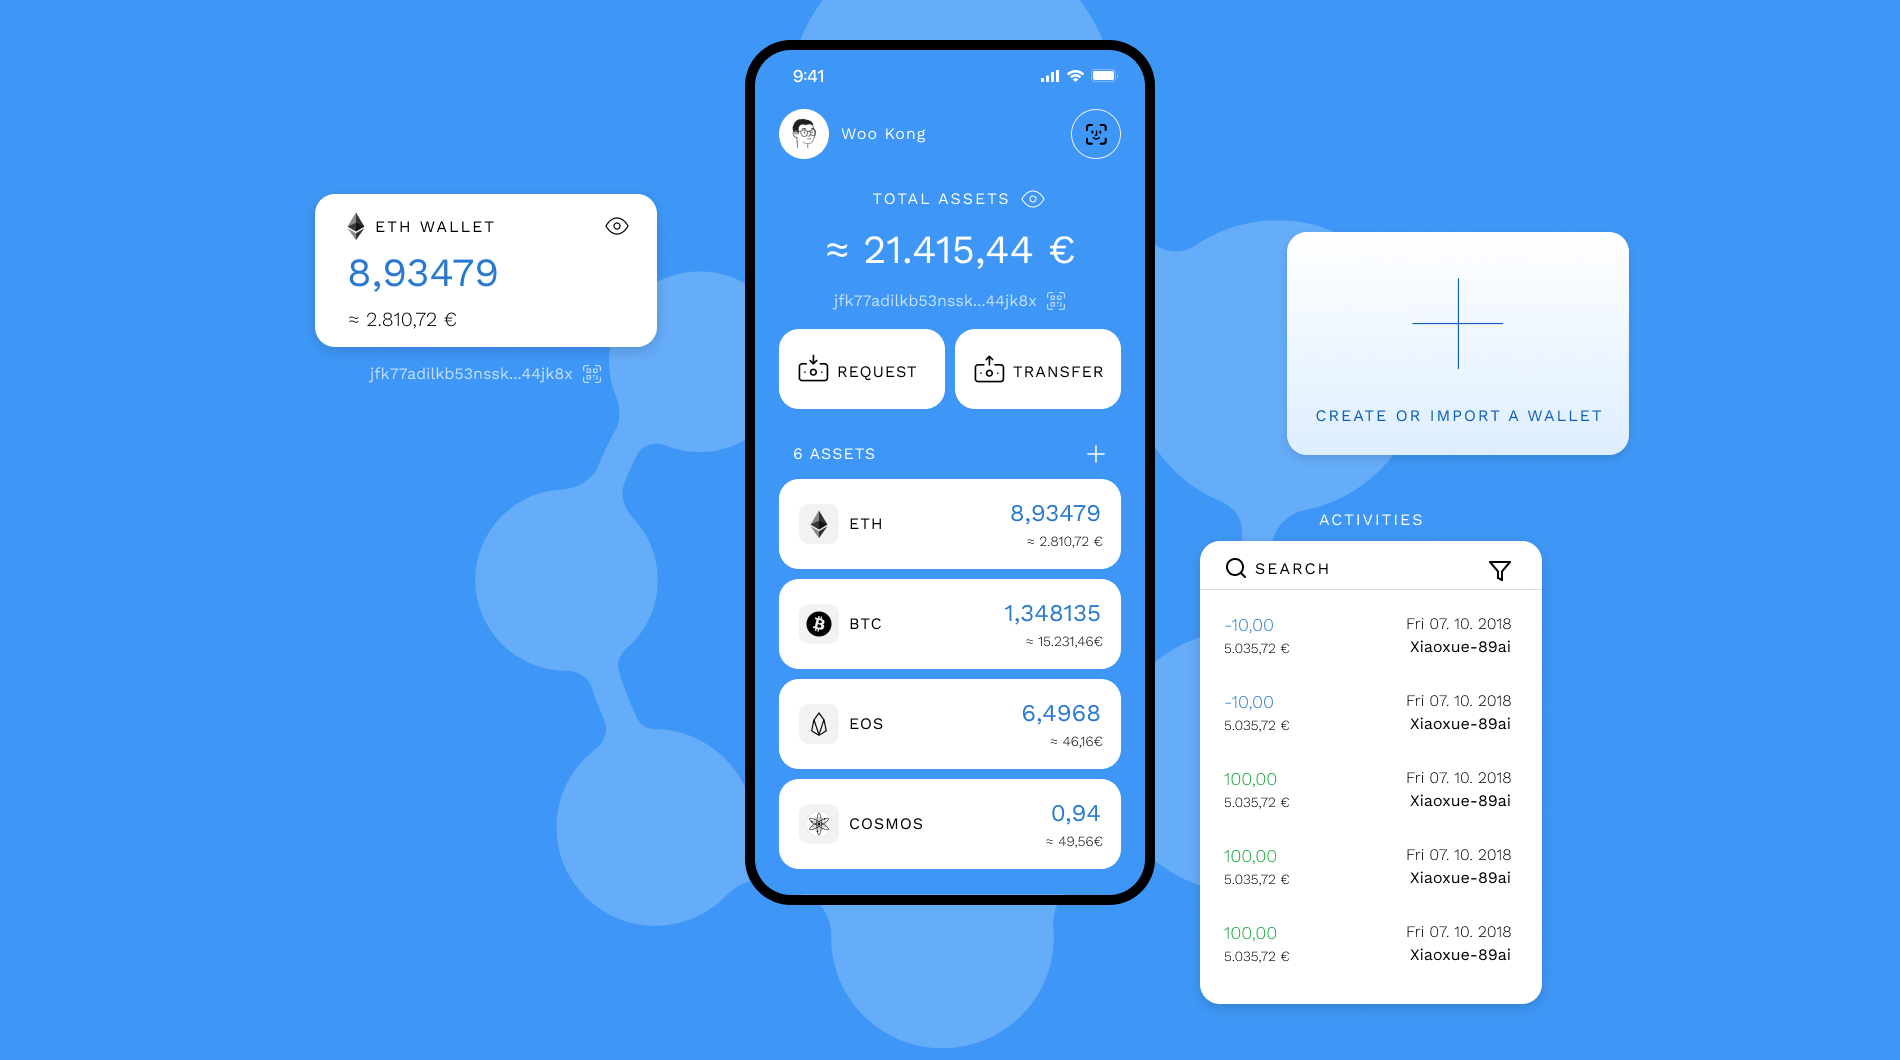 ETH WALLET
8,93479
≈ 2.810,72 €
jfk77adilkb53nssk...44jk8x
9:41
Woo Kong
TOTAL ASSETS
≈ 21.415,44 €
jfk77adilkb53nssk...44jk8x
REQUEST
TRANSFER
6 ASSETS
ETH
8,93479
≈ 2.810,72 €
BTC
1,348135
≈ 15.231,46€
EOS
6,4968
≈ 46,16€
COSMOS
0,94
≈ 49,56€
CREATE OR IMPORT A WALLET
ACTIVITIES
SEARCH
-10,00 Fri 07. 10. 2018
5.035,72 € Xiaoxue-89ai
-10,00 Fri 07. 10. 2018
5.035,72 € Xiaoxue-89ai
100,00 Fri 07. 10. 2018
5.035,72 € Xiaoxue-89ai
100,00 Fri 07. 10. 2018
5.035,72 € Xiaoxue-89ai
100,00 Fri 07. 10. 2018
5.035,72 € Xiaoxue-89ai